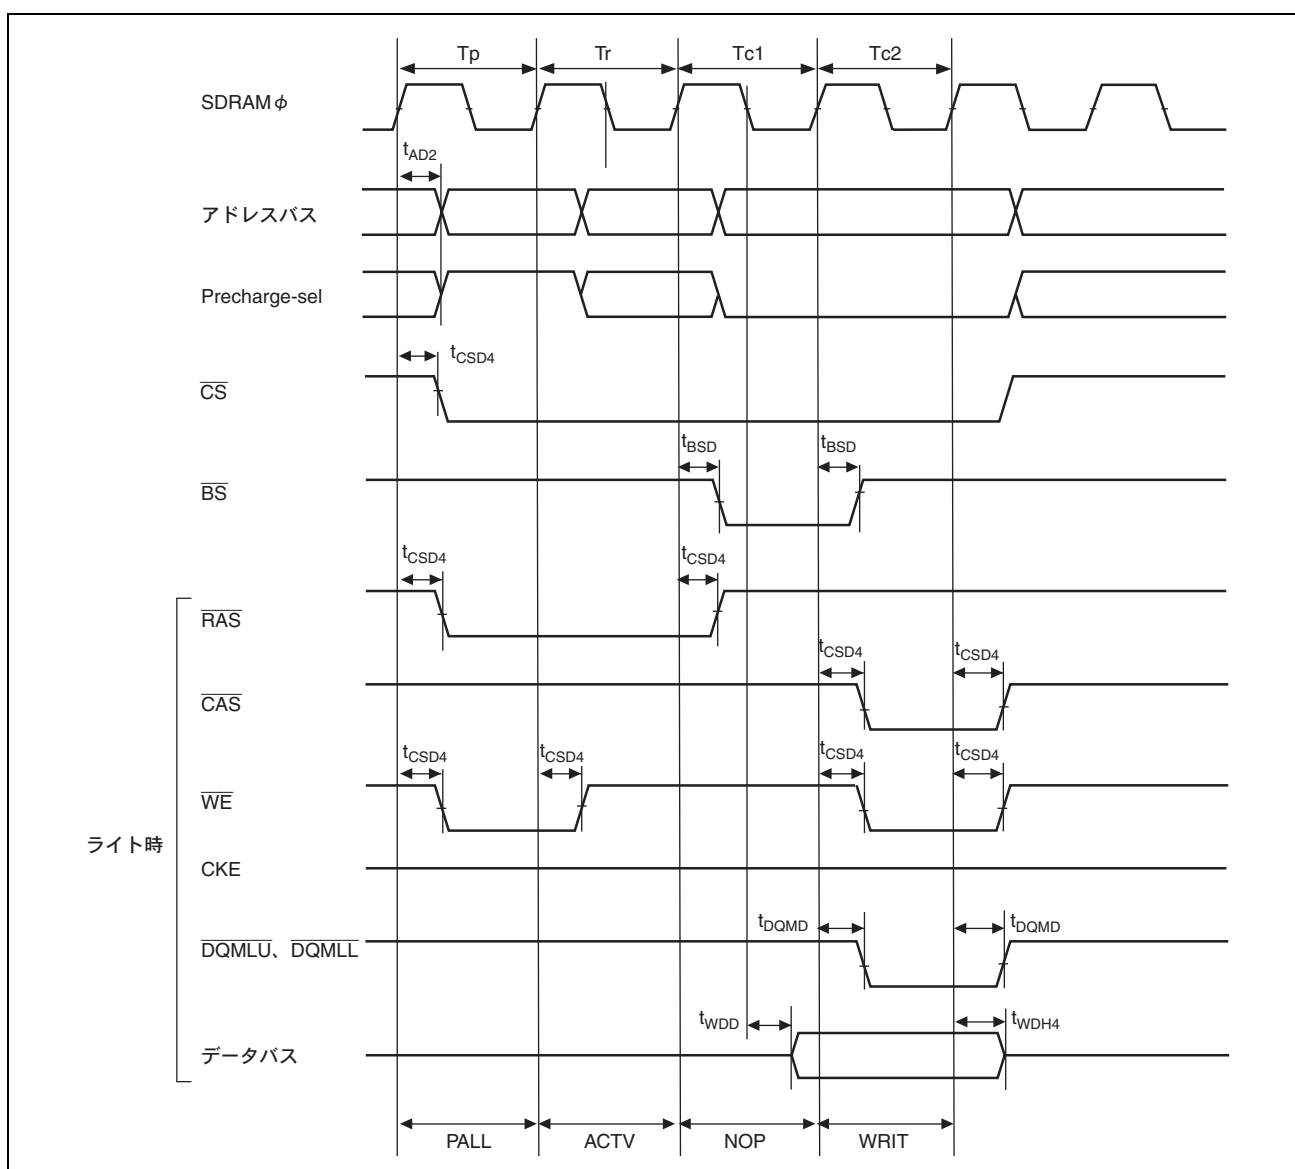 Tp Tr Tc1 Tc2
SDRAMφ
tAD2
アドレスバス
Precharge-sel
tCSD4
CS
tBSD tBSD
BS
tCSD4 tCSD4
RAS
tCSD4 tCSD4
CAS
tCSD4 tCSD4 tCSD4 tCSD4
WE
ライト時
CKE
tDQMD tDQMD
DQMLU、DQMLL
tWDD tWDH4
データバス
PALL ACTV NOP WRIT